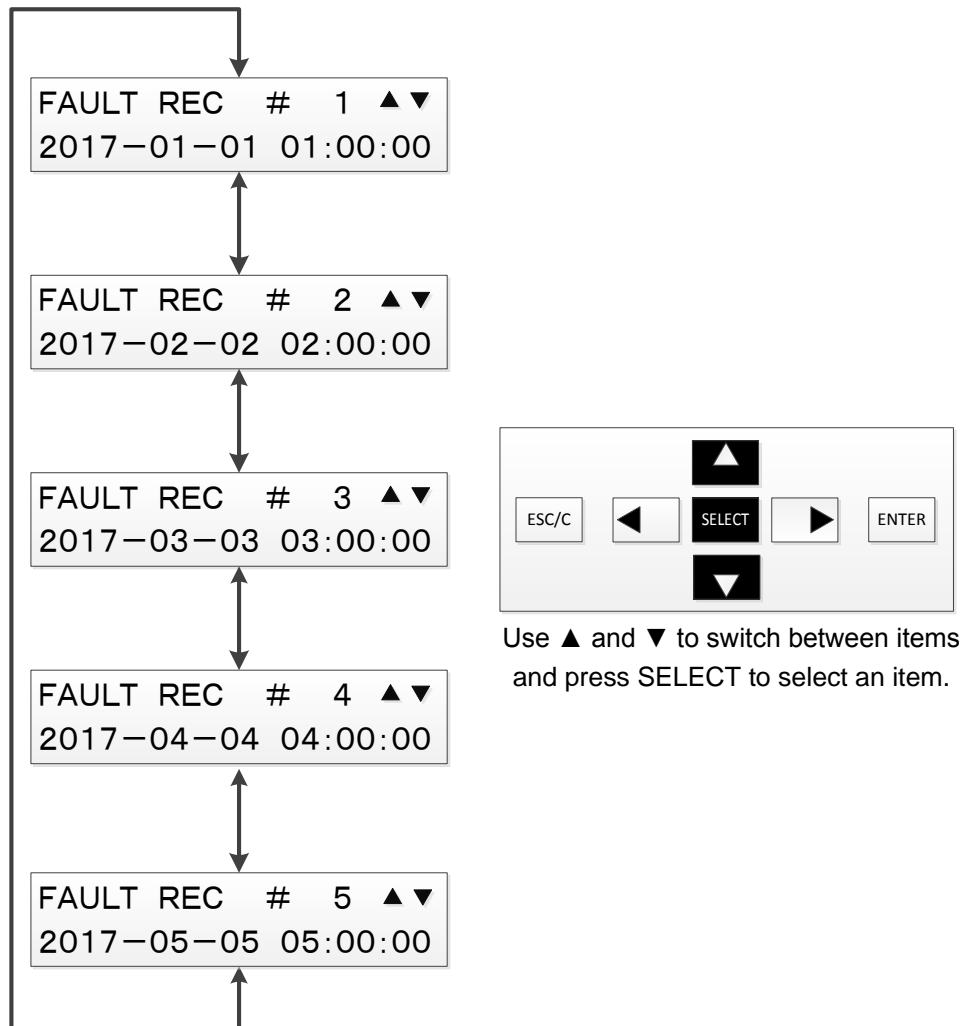 FAULT REC # 1 ▲▼
2017-01-01 01:00:00
FAULT REC # 2 ▲▼
2017-02-02 02:00:00
FAULT REC # 3 ▲▼
2017-03-03 03:00:00
FAULT REC # 4 ▲▼
2017-04-04 04:00:00
FAULT REC # 5 ▲▼
2017-05-05 05:00:00
▲
ESC/C ◀ SELECT ▶ ENTER
▼
Use ▲ and ▼ to switch between items
and press SELECT to select an item.